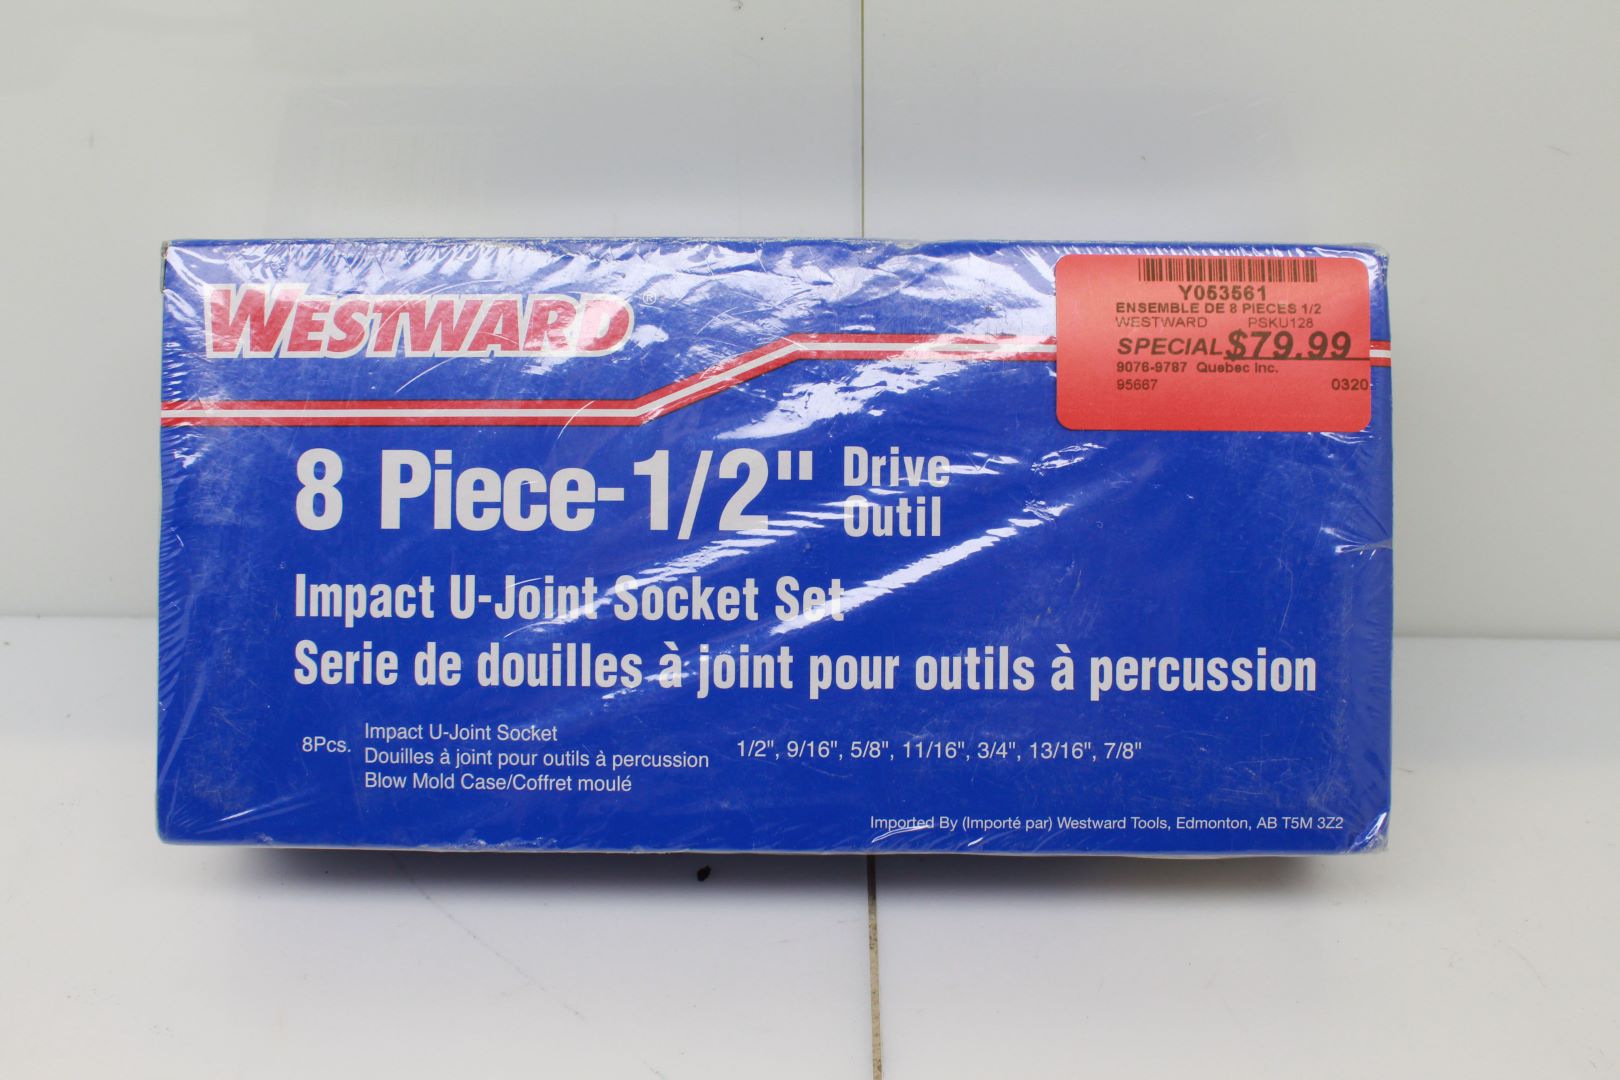 WESTWARD®
Y053561
ENSEMBLE DE 8 PIECES 1/2
WESTWARD PSKU128
SPECIAL $79.99
9076-9787 Quebec Inc.
95667 0320
8 Piece-1/2" Drive
Outil
Impact U-Joint Socket Set
Serie de douilles à joint pour outils à percussion
8Pcs. Impact U-Joint Socket
Douilles à joint pour outils à percussion
Blow Mold Case/Coffret moulé
1/2", 9/16", 5/8", 11/16", 3/4", 13/16", 7/8"
Imported By (Importé par) Westward Tools, Edmonton, AB T5M 3Z2